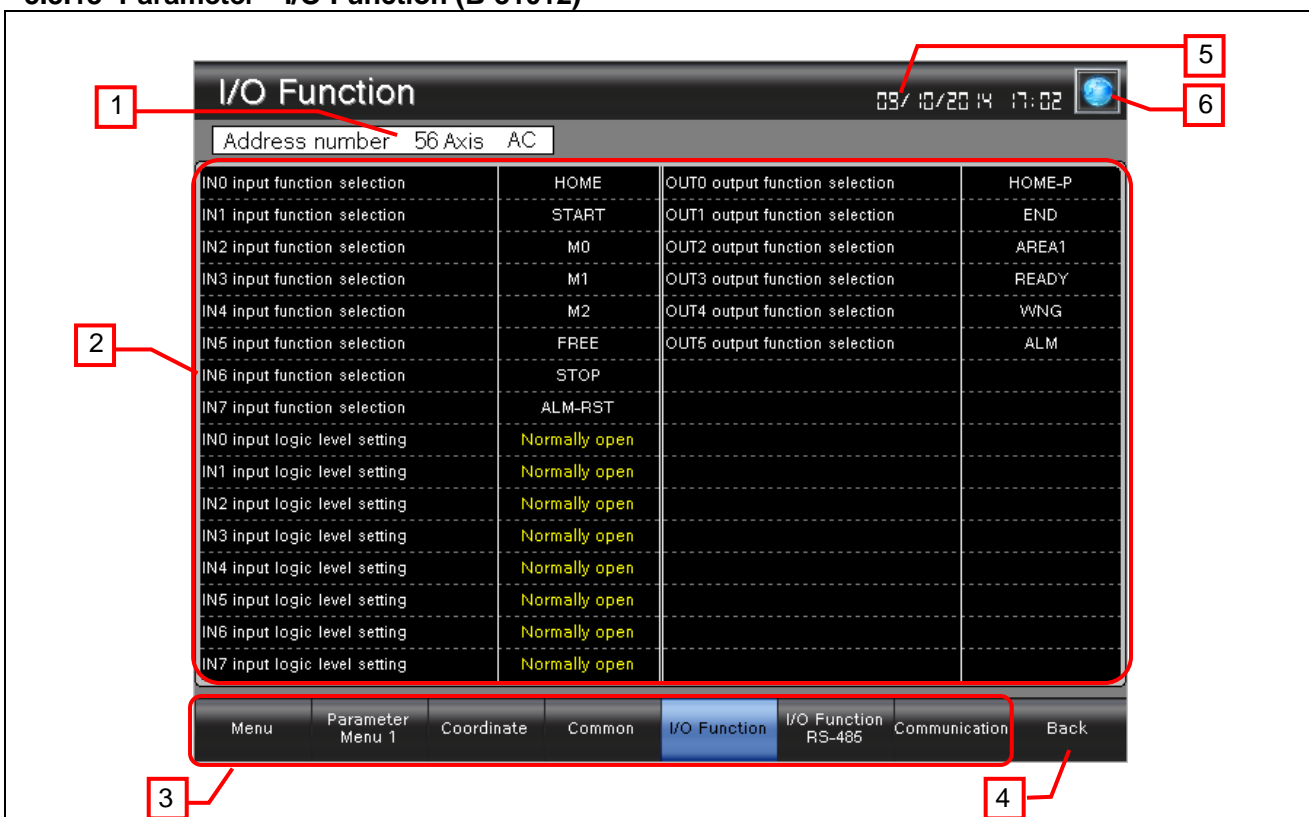 I/O Function (B-31012)
5
I/O Function
09/10/2014 17:02
1
6
Address number 56 Axis AC
IN0 input function selection HOME OUT0 output function selection HOME-P
IN1 input function selection START OUT1 output function selection END
IN2 input function selection M0 OUT2 output function selection AREA1
IN3 input function selection M1 OUT3 output function selection READY
IN4 input function selection M2 OUT4 output function selection WNG
2
IN5 input function selection FREE OUT5 output function selection ALM
IN6 input function selection STOP
IN7 input function selection ALM-RST
IN0 input logic level setting Normally open
IN1 input logic level setting Normally open
IN2 input logic level setting Normally open
IN3 input logic level setting Normally open
IN4 input logic level setting Normally open
IN5 input logic level setting Normally open
IN6 input logic level setting Normally open
IN7 input logic level setting Normally open
Menu
Parameter
Menu 1
Coordinate
Common
I/O Function
I/O Function
RS-485
Communication
Back
3
4